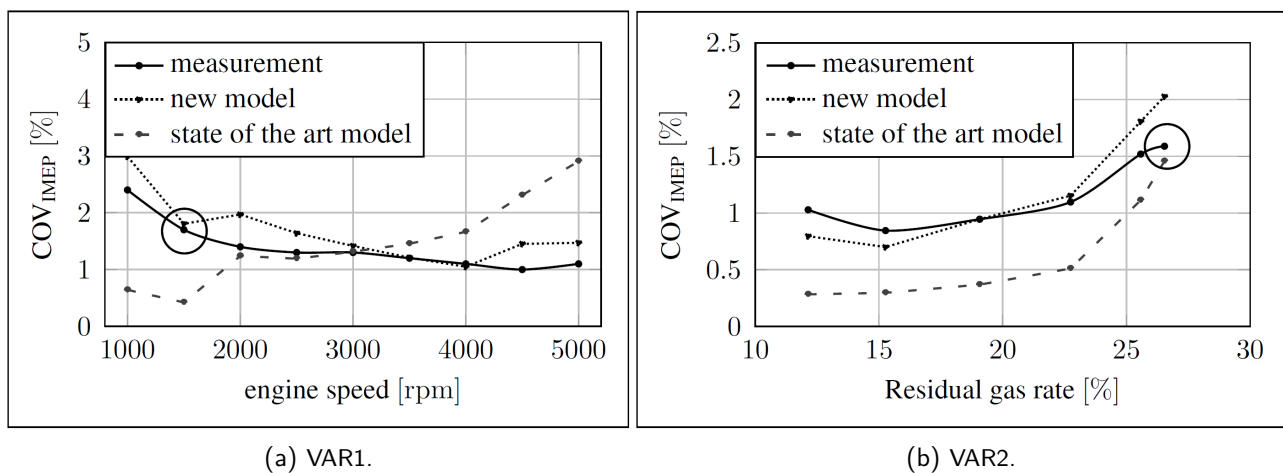 5
4
3
2
1
0
1000
2000
3000
4000
5000
COV_IMEP [%]
engine speed [rpm]
measurement
new model
state of the art model
(a) VAR1.
2.5
2
1.5
1
0.5
0
10
15
20
25
30
COV_IMEP [%]
Residual gas rate [%]
measurement
new model
state of the art model
(b) VAR2.